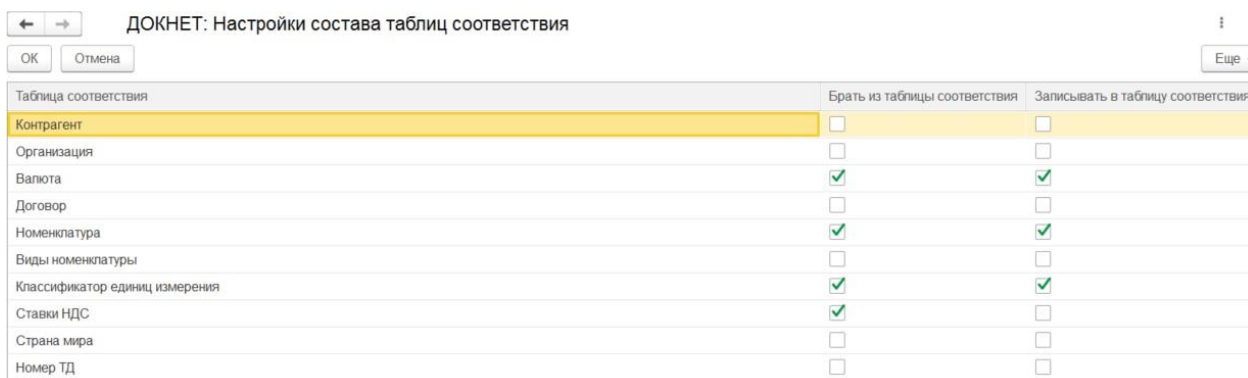 ДОКНЕТ: Настройки состава таблиц соответствия
ОК Отмена Еще
Таблица соответствия Брать из таблицы соответствия Записывать в таблицу соответствия
Контрагент
Организация
Валюта
Договор
Номенклатура
Виды номенклатуры
Классификатор единиц измерения
Ставки НДС
Страна мира
Номер ТД